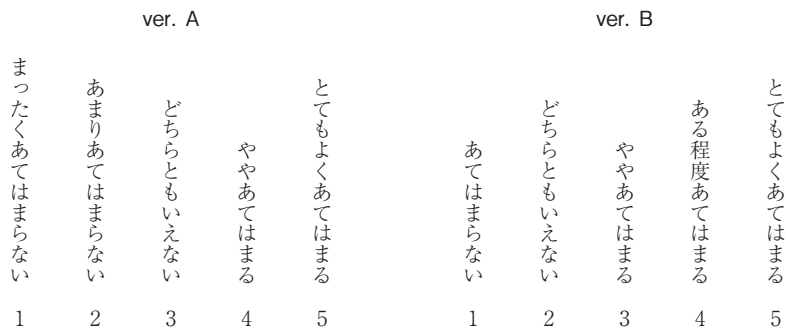 ver. A
まったくあてはまらない
あまりあてはまらない
どちらともいえない
ややあてはまる
とてもよくあてはまる
1 2 3 4 5
ver. B
あてはまらない
どちらともいえない
ややあてはまる
ある程度あてはまる
とてもよくあてはまる
1 2 3 4 5